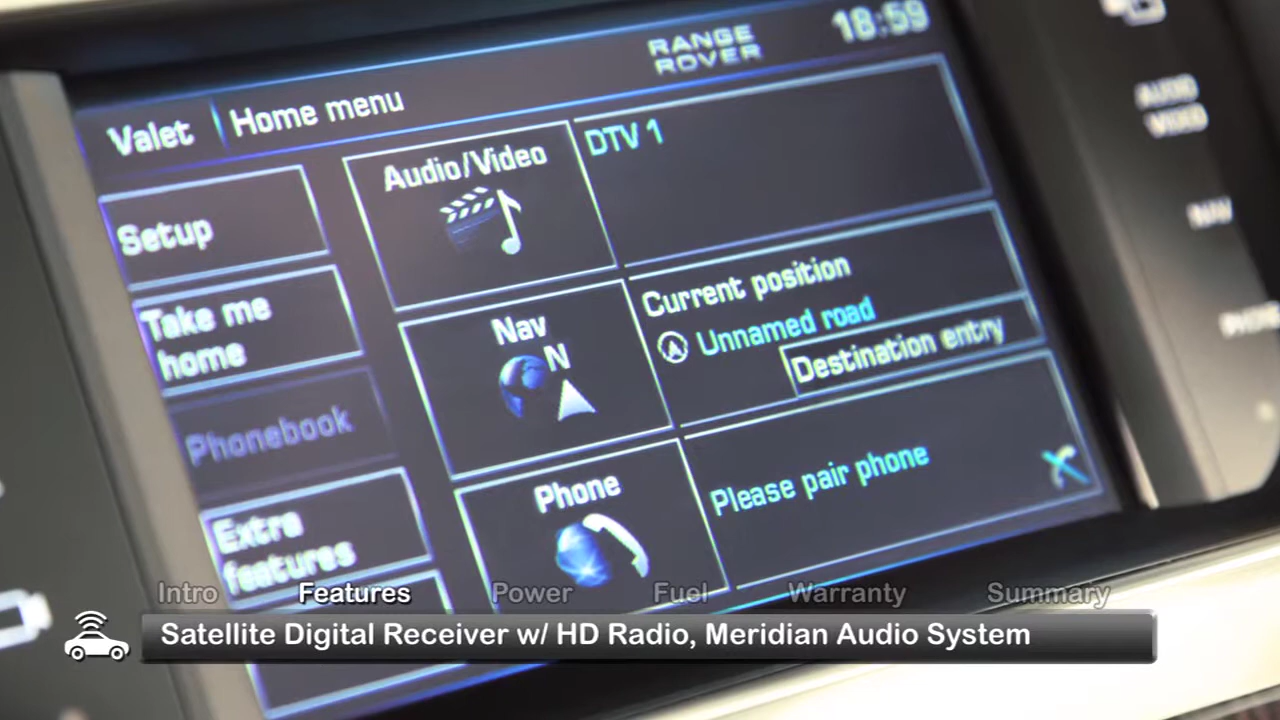 RANGE
ROVER
18:59
Valet
Home menu
AUDIO
VIDEO
Audio/Video
DTV 1
Setup
NAV
Take me
home
Nav
N
Current position
Unnamed road
Destination entry
PHONE
Phonebook
Phone
Please pair phone
Extra
features
Intro
Features
Power
Fuel
Warranty
Summary
Satellite Digital Receiver w/ HD Radio, Meridian Audio System